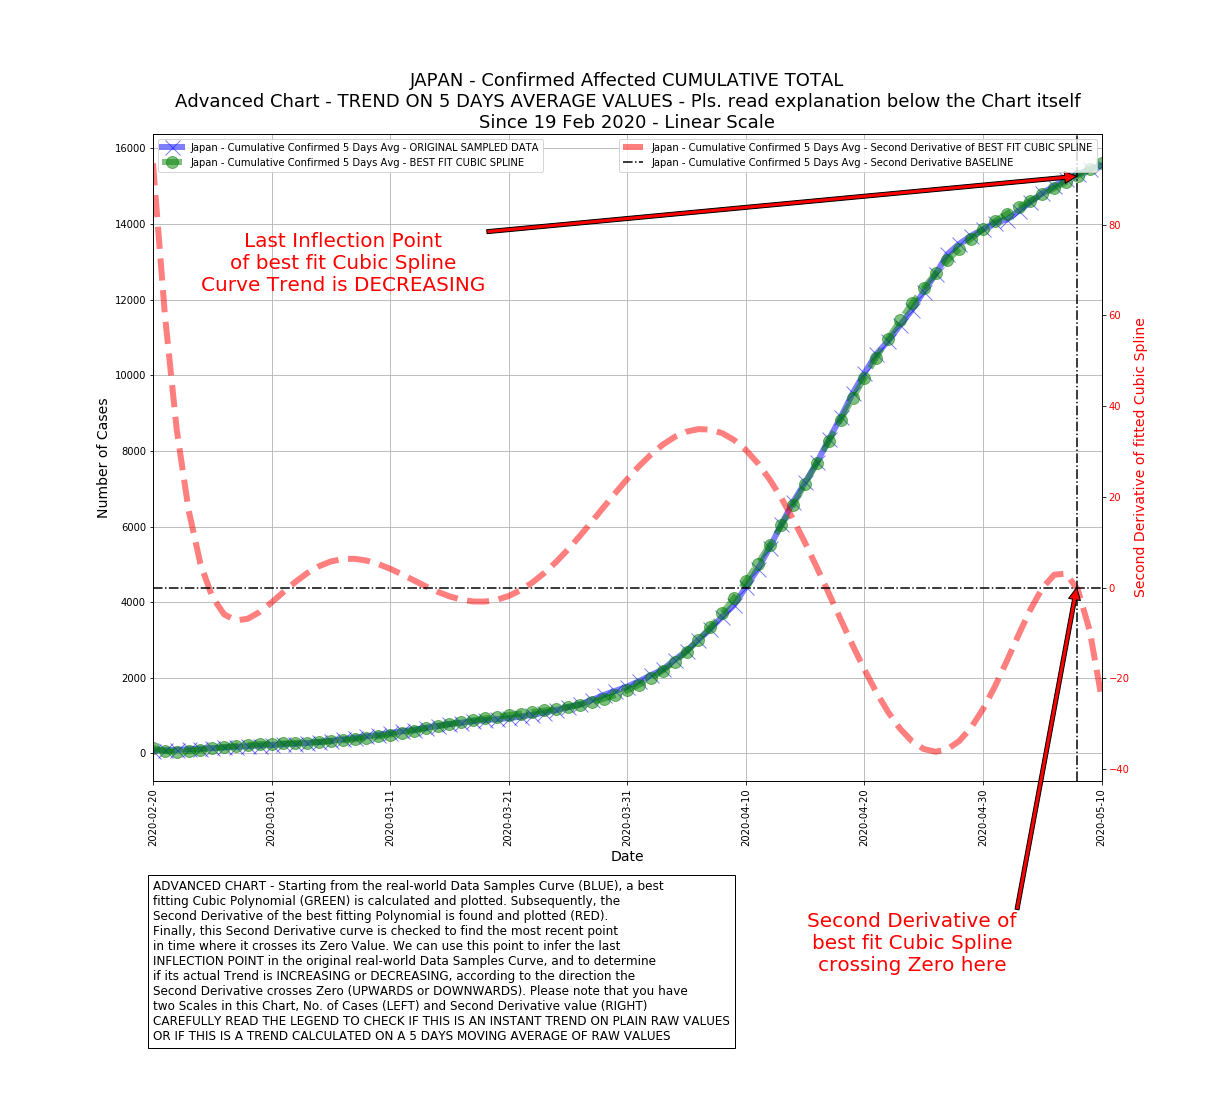 JAPAN - Confirmed Affected CUMULATIVE TOTAL
Advanced Chart - TREND ON 5 DAYS AVERAGE VALUES - Pls. read explanation below the Chart itself
Since 19 Feb 2020 - Linear Scale
Japan - Cumulative Confirmed 5 Days Avg - ORIGINAL SAMPLED DATA
Japan - Cumulative Confirmed 5 Days Avg - BEST FIT CUBIC SPLINE
Japan - Cumulative Confirmed 5 Days Avg - Second Derivative of BEST FIT CUBIC SPLINE
Japan - Cumulative Confirmed 5 Days Avg - Second Derivative BASELINE
Last Inflection Point
of best fit Cubic Spline
Curve Trend is DECREASING
Number of Cases
16000
14000
12000
10000
8000
6000
4000
2000
0
80
60
40
20
0
−20
−40
Second Derivative of fitted Cubic Spline
2020-02-20
2020-03-01
2020-03-11
2020-03-21
2020-03-31
2020-04-10
2020-04-20
2020-04-30
2020-05-10
Date
ADVANCED CHART - Starting from the real-world Data Samples Curve (BLUE), a best
fitting Cubic Polynomial (GREEN) is calculated and plotted. Subsequently, the
Second Derivative of the best fitting Polynomial is found and plotted (RED).
Finally, this Second Derivative curve is checked to find the most recent point
in time where it crosses its Zero Value. We can use this point to infer the last
INFLECTION POINT in the original real-world Data Samples Curve, and to determine
if its actual Trend is INCREASING or DECREASING, according to the direction the
Second Derivative crosses Zero (UPWARDS or DOWNWARDS). Please note that you have
two Scales in this Chart, No. of Cases (LEFT) and Second Derivative value (RIGHT)
CAREFULLY READ THE LEGEND TO CHECK IF THIS IS AN INSTANT TREND ON PLAIN RAW VALUES
OR IF THIS IS A TREND CALCULATED ON A 5 DAYS MOVING AVERAGE OF RAW VALUES
Second Derivative of
best fit Cubic Spline
crossing Zero here